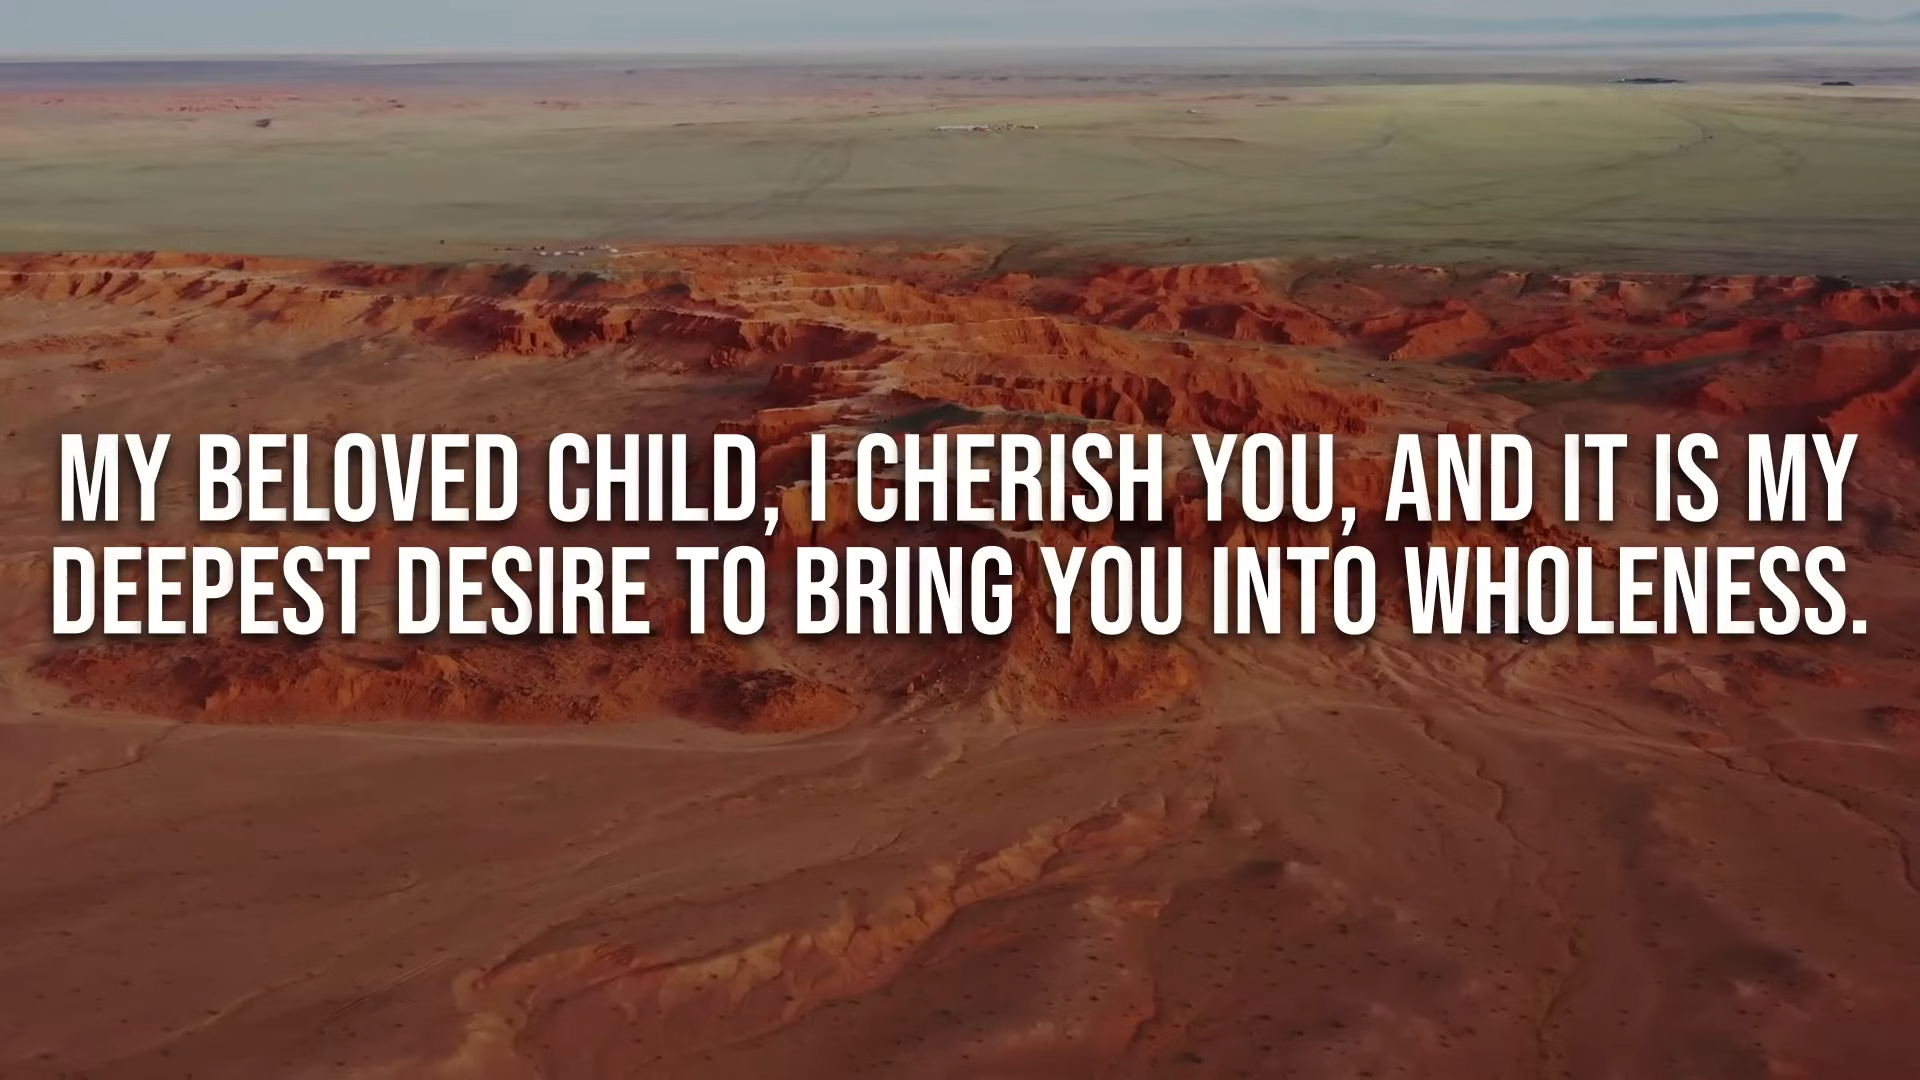 MY BELOVED CHILD, I CHERISH YOU, AND IT IS MY
DEEPEST DESIRE TO BRING YOU INTO WHOLENESS.